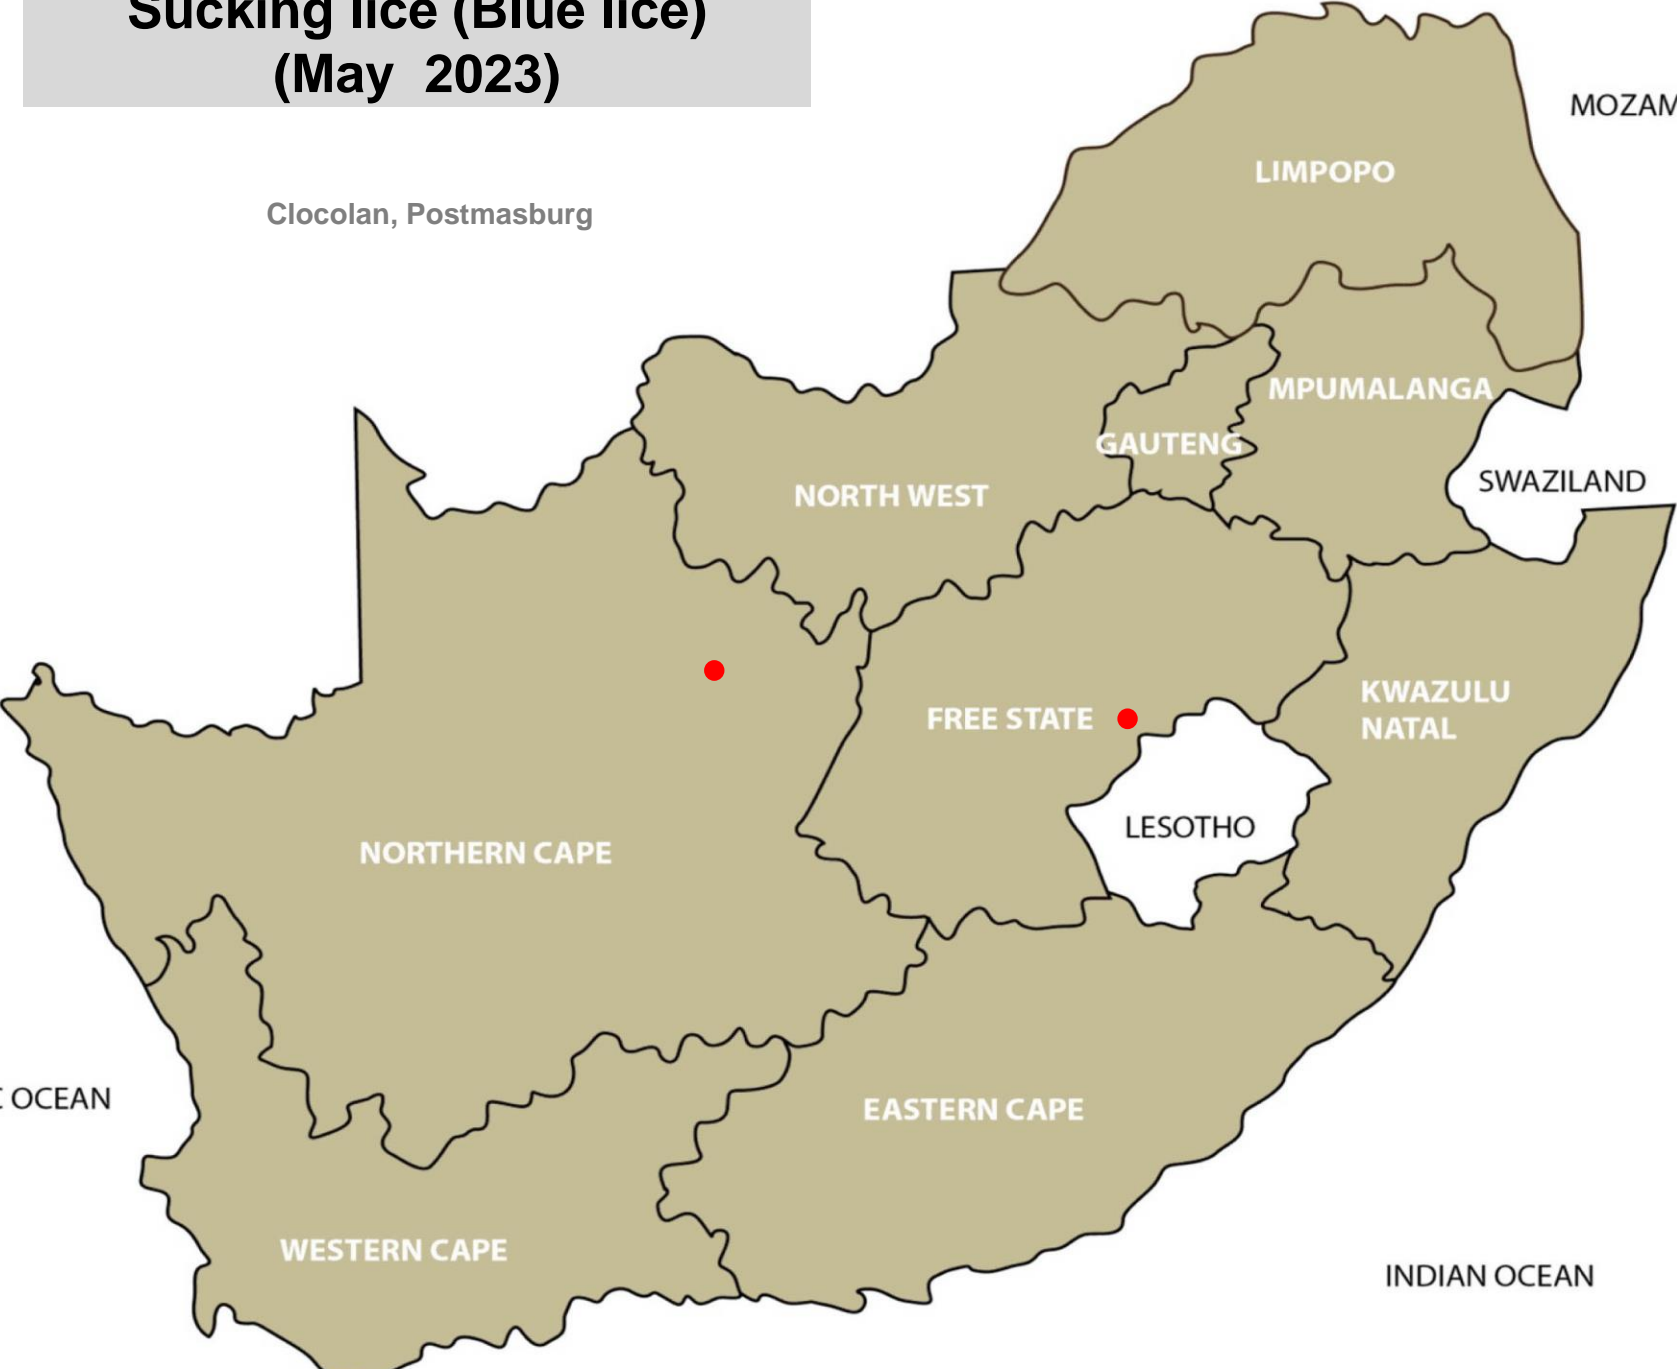 Sucking lice (Blue lice)
(May 2023)
MOZAM
LIMPOPO
Clocolan, Postmasburg
MPUMALANGA
GAUTENG
SWAZILAND
NORTH WEST
KWAZULU
NATAL
FREE STATE
LESOTHO
NORTHERN CAPE
OCEAN
EASTERN CAPE
WESTERN CAPE
INDIAN OCEAN